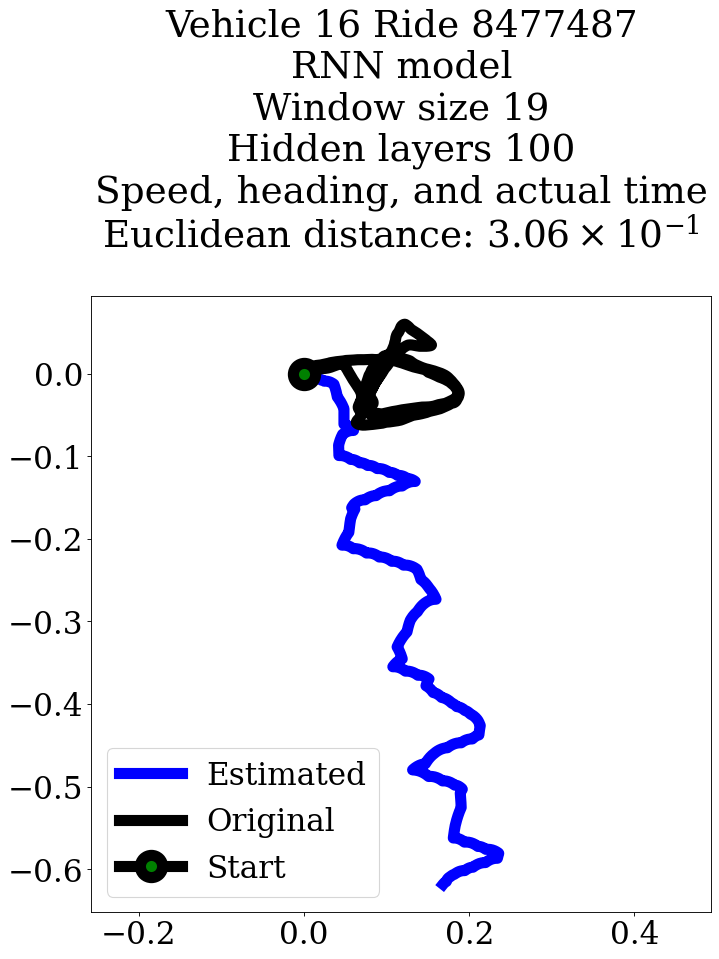 Vehicle 16 Ride 8477487
RNN model
Window size 19
Hidden layers 100
Speed, heading, and actual time
Euclidean distance: 3.06 × 10⁻¹
0.0
−0.1
−0.2
−0.3
−0.4
−0.5
−0.6
Estimated
Original
Start
−0.2 0.0 0.2 0.4